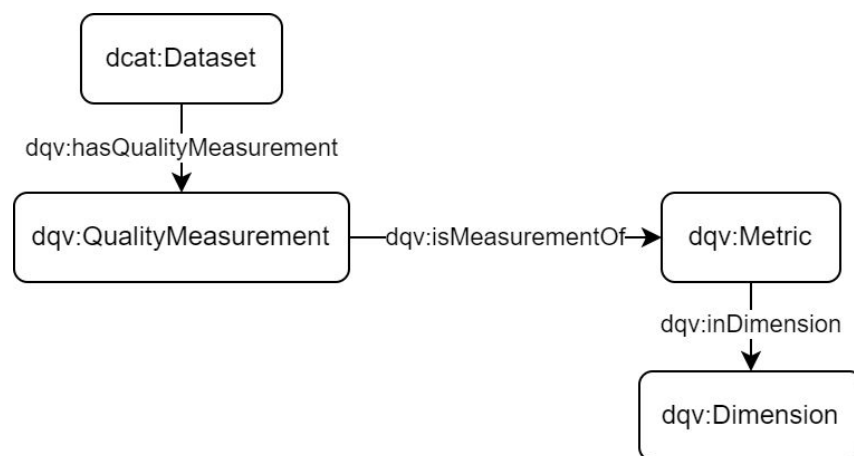 dcat:Dataset
dqv:hasQualityMeasurement
dqv:QualityMeasurement
dqv:isMeasurementOf
dqv:Metric
dqv:inDimension
dqv:Dimension